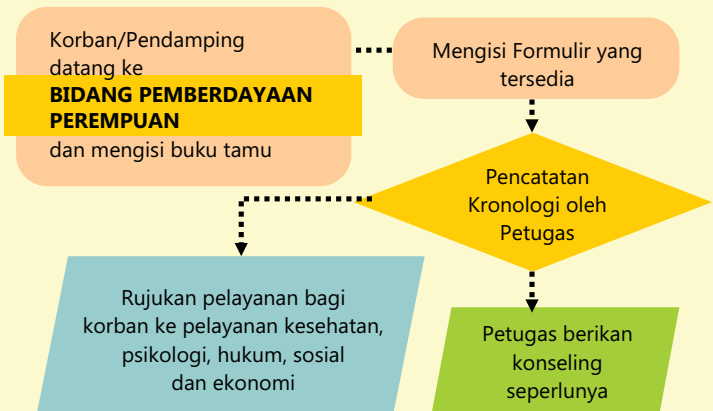 Korban/Pendamping
datang ke
BIDANG PEMBERDAYAAN
PEREMPUAN
dan mengisi buku tamu
Mengisi Formulir yang
tersedia
Pencatatan
Kronologi oleh
Petugas
Rujukan pelayanan bagi
korban ke pelayanan kesehatan,
psikologi, hukum, sosial
dan ekonomi
Petugas berikan
konseling
seperlunya